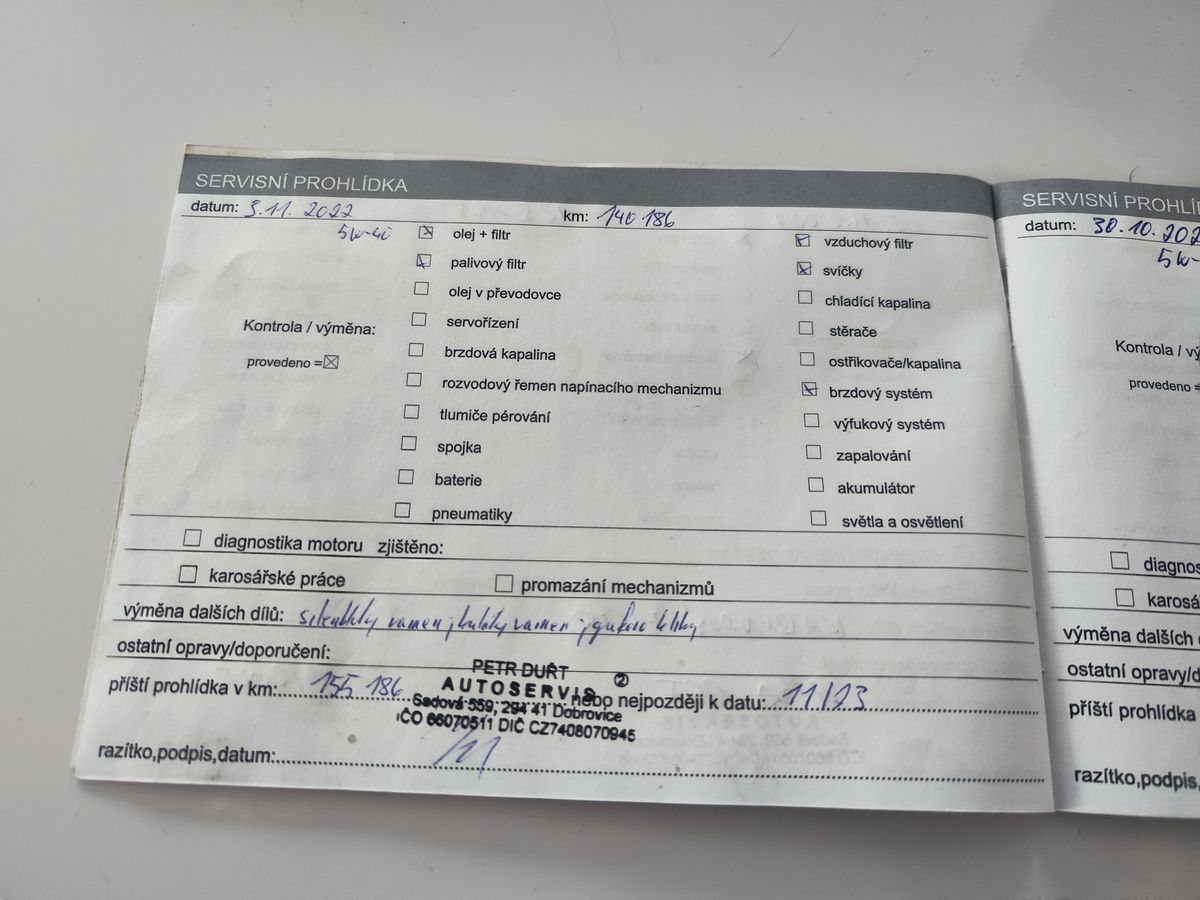 SERVISNÍ PROHLÍDKA
datum: 3.11. 2022 km: 140 186
5W-40
olej + filtr
palivový filtr
olej v převodovce
servořízení
Kontrola / výměna:
brzdová kapalina
provedeno =
rozvodový řemen napínacího mechanizmu
tlumiče pérování
spojka
baterie
pneumatiky
vzduchový filtr
svíčky
chladící kapalina
stěrače
ostřikovače/kapalina
brzdový systém
výfukový systém
zapalování
akumulátor
světla a osvětlení
diagnostika motoru zjištěno:
karosářské práce promazání mechanizmů
výměna dalších dílů: ramen ramen
ostatní opravy/doporučení:
příští prohlídka v km: 155 186 nebo nejpozději k datu: 11/23
PETR DUŘT
AUTOSERVIS
Sadová 559, 294 41 Dobrovice
IČO 66070511 DIČ CZ7408070945
2
razítko,podpis,datum:
SERVISNÍ PROHLÍ
datum: 30.10.202
5W-
Kontrola / vý
provedeno =
diagnos
karosá
výměna dalších d
ostatní opravy/d
příští prohlídka
razítko,podpis,